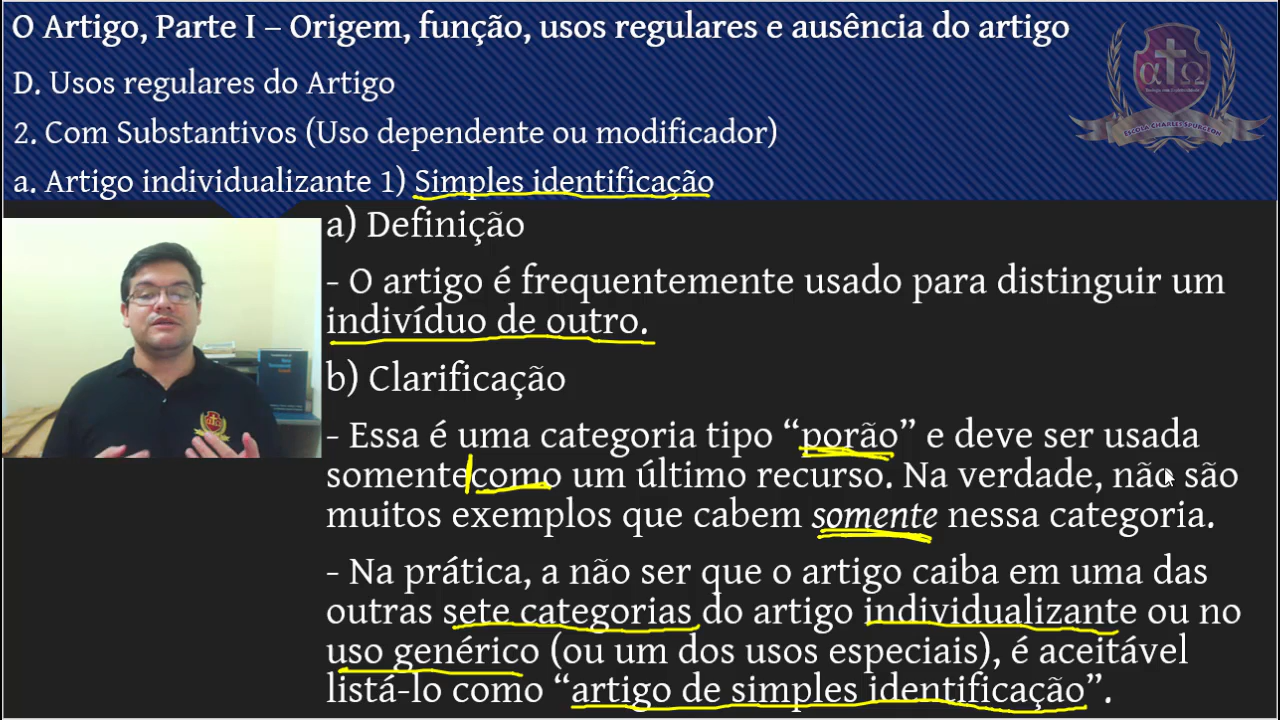 O Artigo, Parte I – Origem, função, usos regulares e ausência do artigo
D. Usos regulares do Artigo
2. Com Substantivos (Uso dependente ou modificador)
a. Artigo individualizante 1) Simples identificação
α Ω
ESCOLA CHARLES SPURGEON
a) Definição
- O artigo é frequentemente usado para distinguir um
indivíduo de outro.
b) Clarificação
- Essa é uma categoria tipo “porão” e deve ser usada
somente como um último recurso. Na verdade, não são
muitos exemplos que cabem somente nessa categoria.
- Na prática, a não ser que o artigo caiba em uma das
outras sete categorias do artigo individualizante ou no
uso genérico (ou um dos usos especiais), é aceitável
listá-lo como “artigo de simples identificação”.